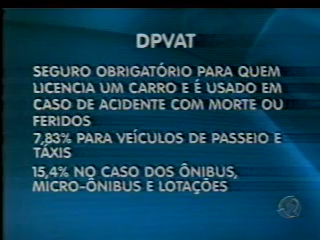 DPVAT
SEGURO OBRIGATÓRIO PARA QUEM
LICENCIA UM CARRO E É USADO EM
CASO DE ACIDENTE COM MORTE OU
FERIDOS
7,83% PARA VEÍCULOS DE PASSEIO E
TÁXIS
15,4% NO CASO DOS ÔNIBUS,
MICRO-ÔNIBUS E LOTAÇÕES